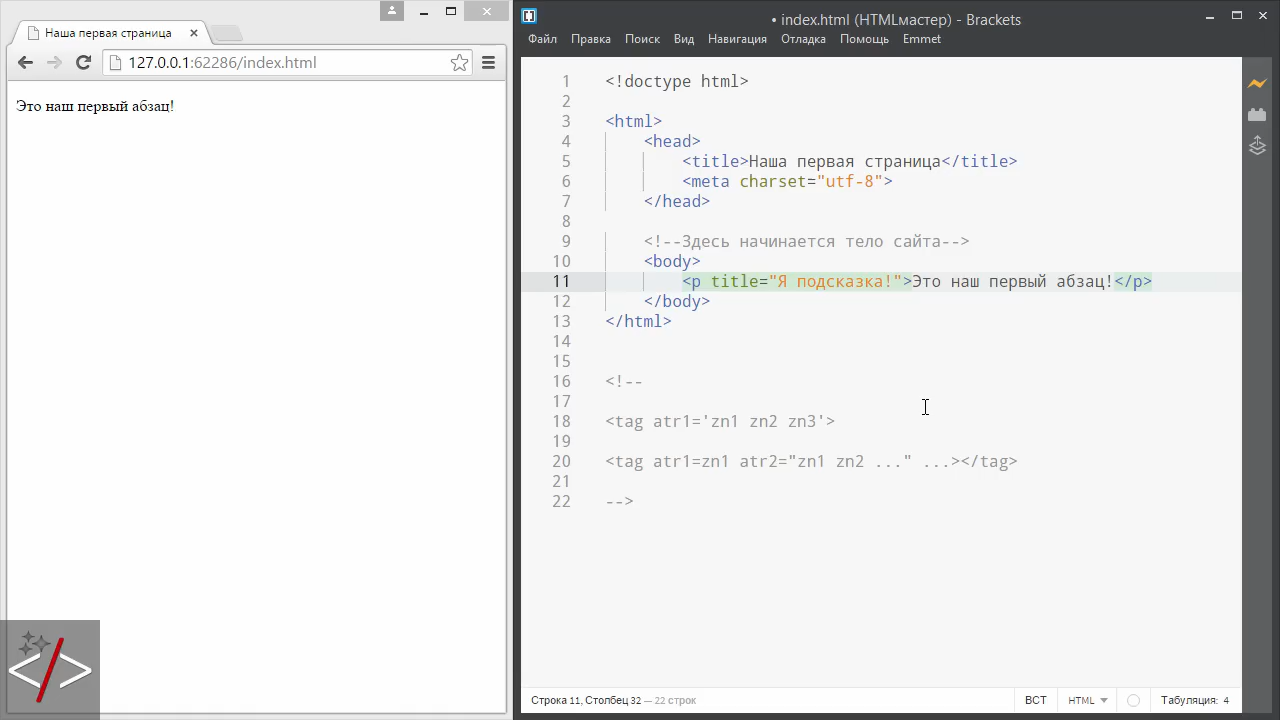 Наша первая страница
127.0.0.1:62286/index.html
Это наш первый абзац!
• index.html (HTMLмастер) - Brackets
Файл Правка Поиск Вид Навигация Отладка Помощь Emmet
1 <!doctype html>
2
3 <html>
4 <head>
5 <title>Наша первая страница</title>
6 <meta charset="utf-8">
7 </head>
8
9 <!--Здесь начинается тело сайта-->
10 <body>
11 <p title="Я подсказка!">Это наш первый абзац!</p>
12 </body>
13 </html>
14
15
16 <!--
17
18 <tag atr1='zn1 zn2 zn3'>
19
20 <tag atr1=zn1 atr2="zn1 zn2 ..." ...></tag>
21
22 -->
Строка 11, Столбец 32 — 22 строк ВСТ HTML Табуляция: 4